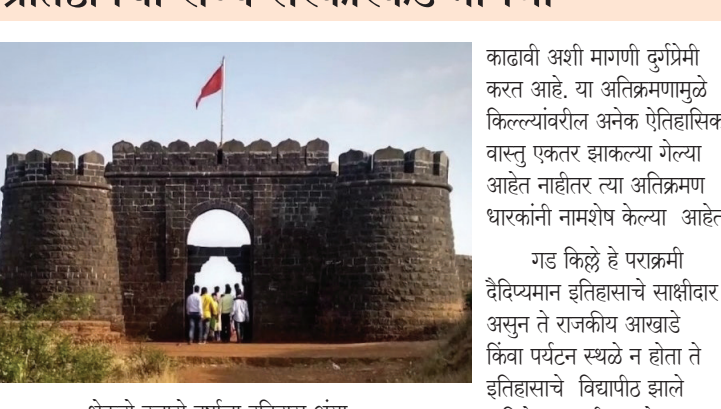 काढावी अशी मागणी दुर्गप्रेमी
करत आहे. या अतिक्रमणामुळे
किल्ल्यांवरील अनेक ऐतिहासिक
वास्तु एकतर झाकल्या गेल्या
आहेत नाहीतर त्या अतिक्रमण
धारकांनी नामशेष केल्या आहेत
गड किल्ले हे पराक्रमी
दैदिप्यमान इतिहासाचे साक्षीदार
असुन ते राजकीय आखाडे
किंवा पर्यटन स्थळे न होता ते
इतिहासाचे विद्यापीठ झाले